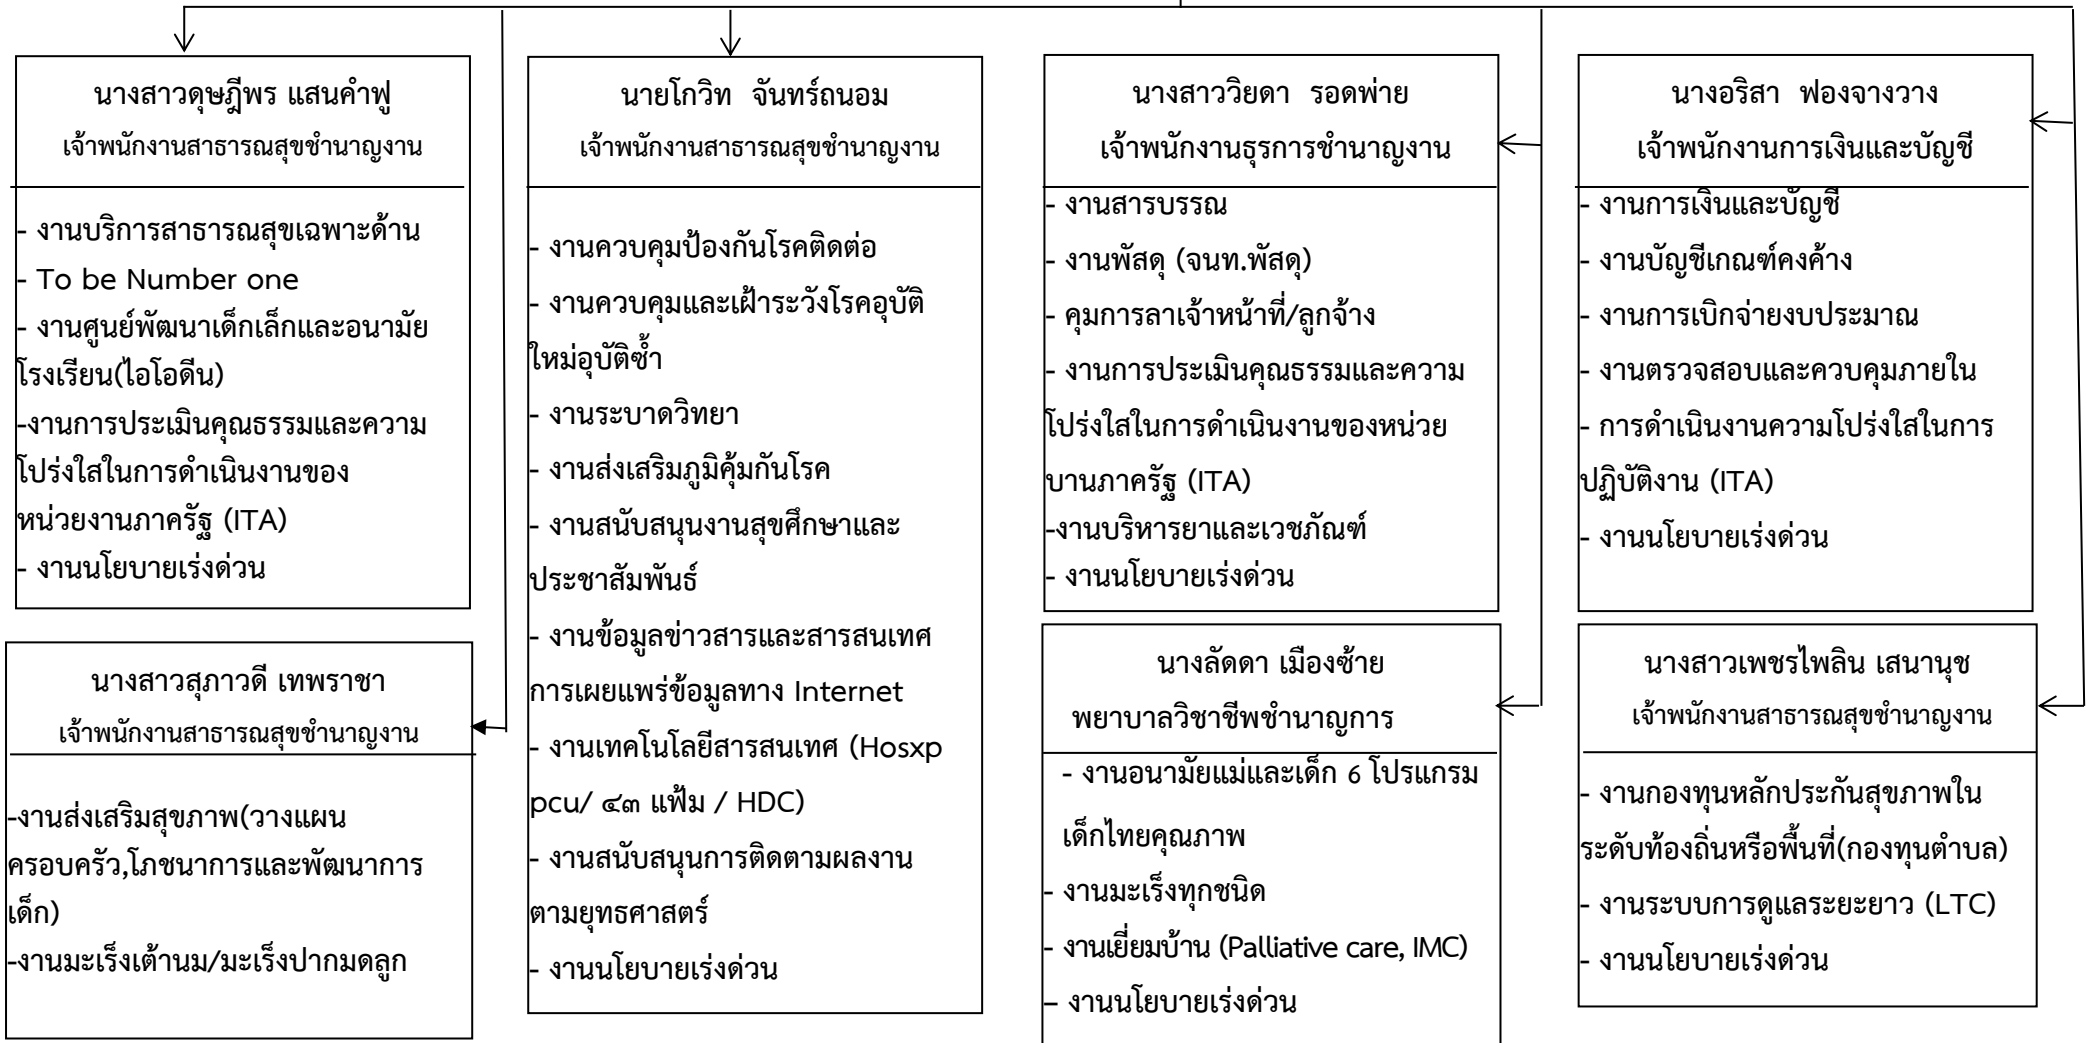 นางสาวดุษฎีพร แสนคำฟู
เจ้าพนักงานสาธารณสุขชำนาญงาน
- งานบริการสาธารณสุขเฉพาะด้าน
- To be Number one
- งานศูนย์พัฒนาเด็กเล็กและอนามัย
โรงเรียน(ไอโอดีน)
-งานการประเมินคุณธรรมและความ
โปร่งใสในการดำเนินงานของ
หน่วยงานภาครัฐ (ITA)
- งานนโยบายเร่งด่วน
นางสาวสุภาวดี เทพราชา
เจ้าพนักงานสาธารณสุขชำนาญงาน
-งานส่งเสริมสุขภาพ(วางแผน
ครอบครัว,โภชนาการและพัฒนาการ
เด็ก)
-งานมะเร็งเต้านม/มะเร็งปากมดลูก
นายโกวิท จันทร์ถนอม
เจ้าพนักงานสาธารณสุขชำนาญงาน
- งานควบคุมป้องกันโรคติดต่อ
- งานควบคุมและเฝ้าระวังโรคอุบัติ
ใหม่อุบัติซ้ำ
- งานระบาดวิทยา
- งานส่งเสริมภูมิคุ้มกันโรค
- งานสนับสนุนงานสุขศึกษาและ
ประชาสัมพันธ์
- งานข้อมูลข่าวสารและสารสนเทศ
การเผยแพร่ข้อมูลทาง Internet
- งานเทคโนโลยีสารสนเทศ (Hosxp
pcu/ ๔๓ แฟ้ม / HDC)
- งานสนับสนุนการติดตามผลงาน
ตามยุทธศาสตร์
- งานนโยบายเร่งด่วน
นางสาววิยดา รอดพ่าย
เจ้าพนักงานธุรการชำนาญงาน
- งานสารบรรณ
- งานพัสดุ (จนท.พัสดุ)
- คุมการลาเจ้าหน้าที่/ลูกจ้าง
- งานการประเมินคุณธรรมและความ
โปร่งใสในการดำเนินงานของหน่วย
บานภาครัฐ (ITA)
-งานบริหารยาและเวชภัณฑ์
- งานนโยบายเร่งด่วน
นางลัดดา เมืองซ้าย
พยาบาลวิชาชีพชำนาญการ
- งานอนามัยแม่และเด็ก 6 โปรแกรม
เด็กไทยคุณภาพ
- งานมะเร็งทุกชนิด
- งานเยี่ยมบ้าน (Palliative care, IMC)
– งานนโยบายเร่งด่วน
นางอริสา ฟองจางวาง
เจ้าพนักงานการเงินและบัญชี
- งานการเงินและบัญชี
- งานบัญชีเกณฑ์คงค้าง
- งานการเบิกจ่ายงบประมาณ
- งานตรวจสอบและควบคุมภายใน
- การดำเนินงานความโปร่งใสในการ
ปฏิบัติงาน (ITA)
- งานนโยบายเร่งด่วน
นางสาวเพชรไพลิน เสนานุช
เจ้าพนักงานสาธารณสุขชำนาญงาน
- งานกองทุนหลักประกันสุขภาพใน
ระดับท้องถิ่นหรือพื้นที่(กองทุนตำบล)
- งานระบบการดูแลระยะยาว (LTC)
- งานนโยบายเร่งด่วน